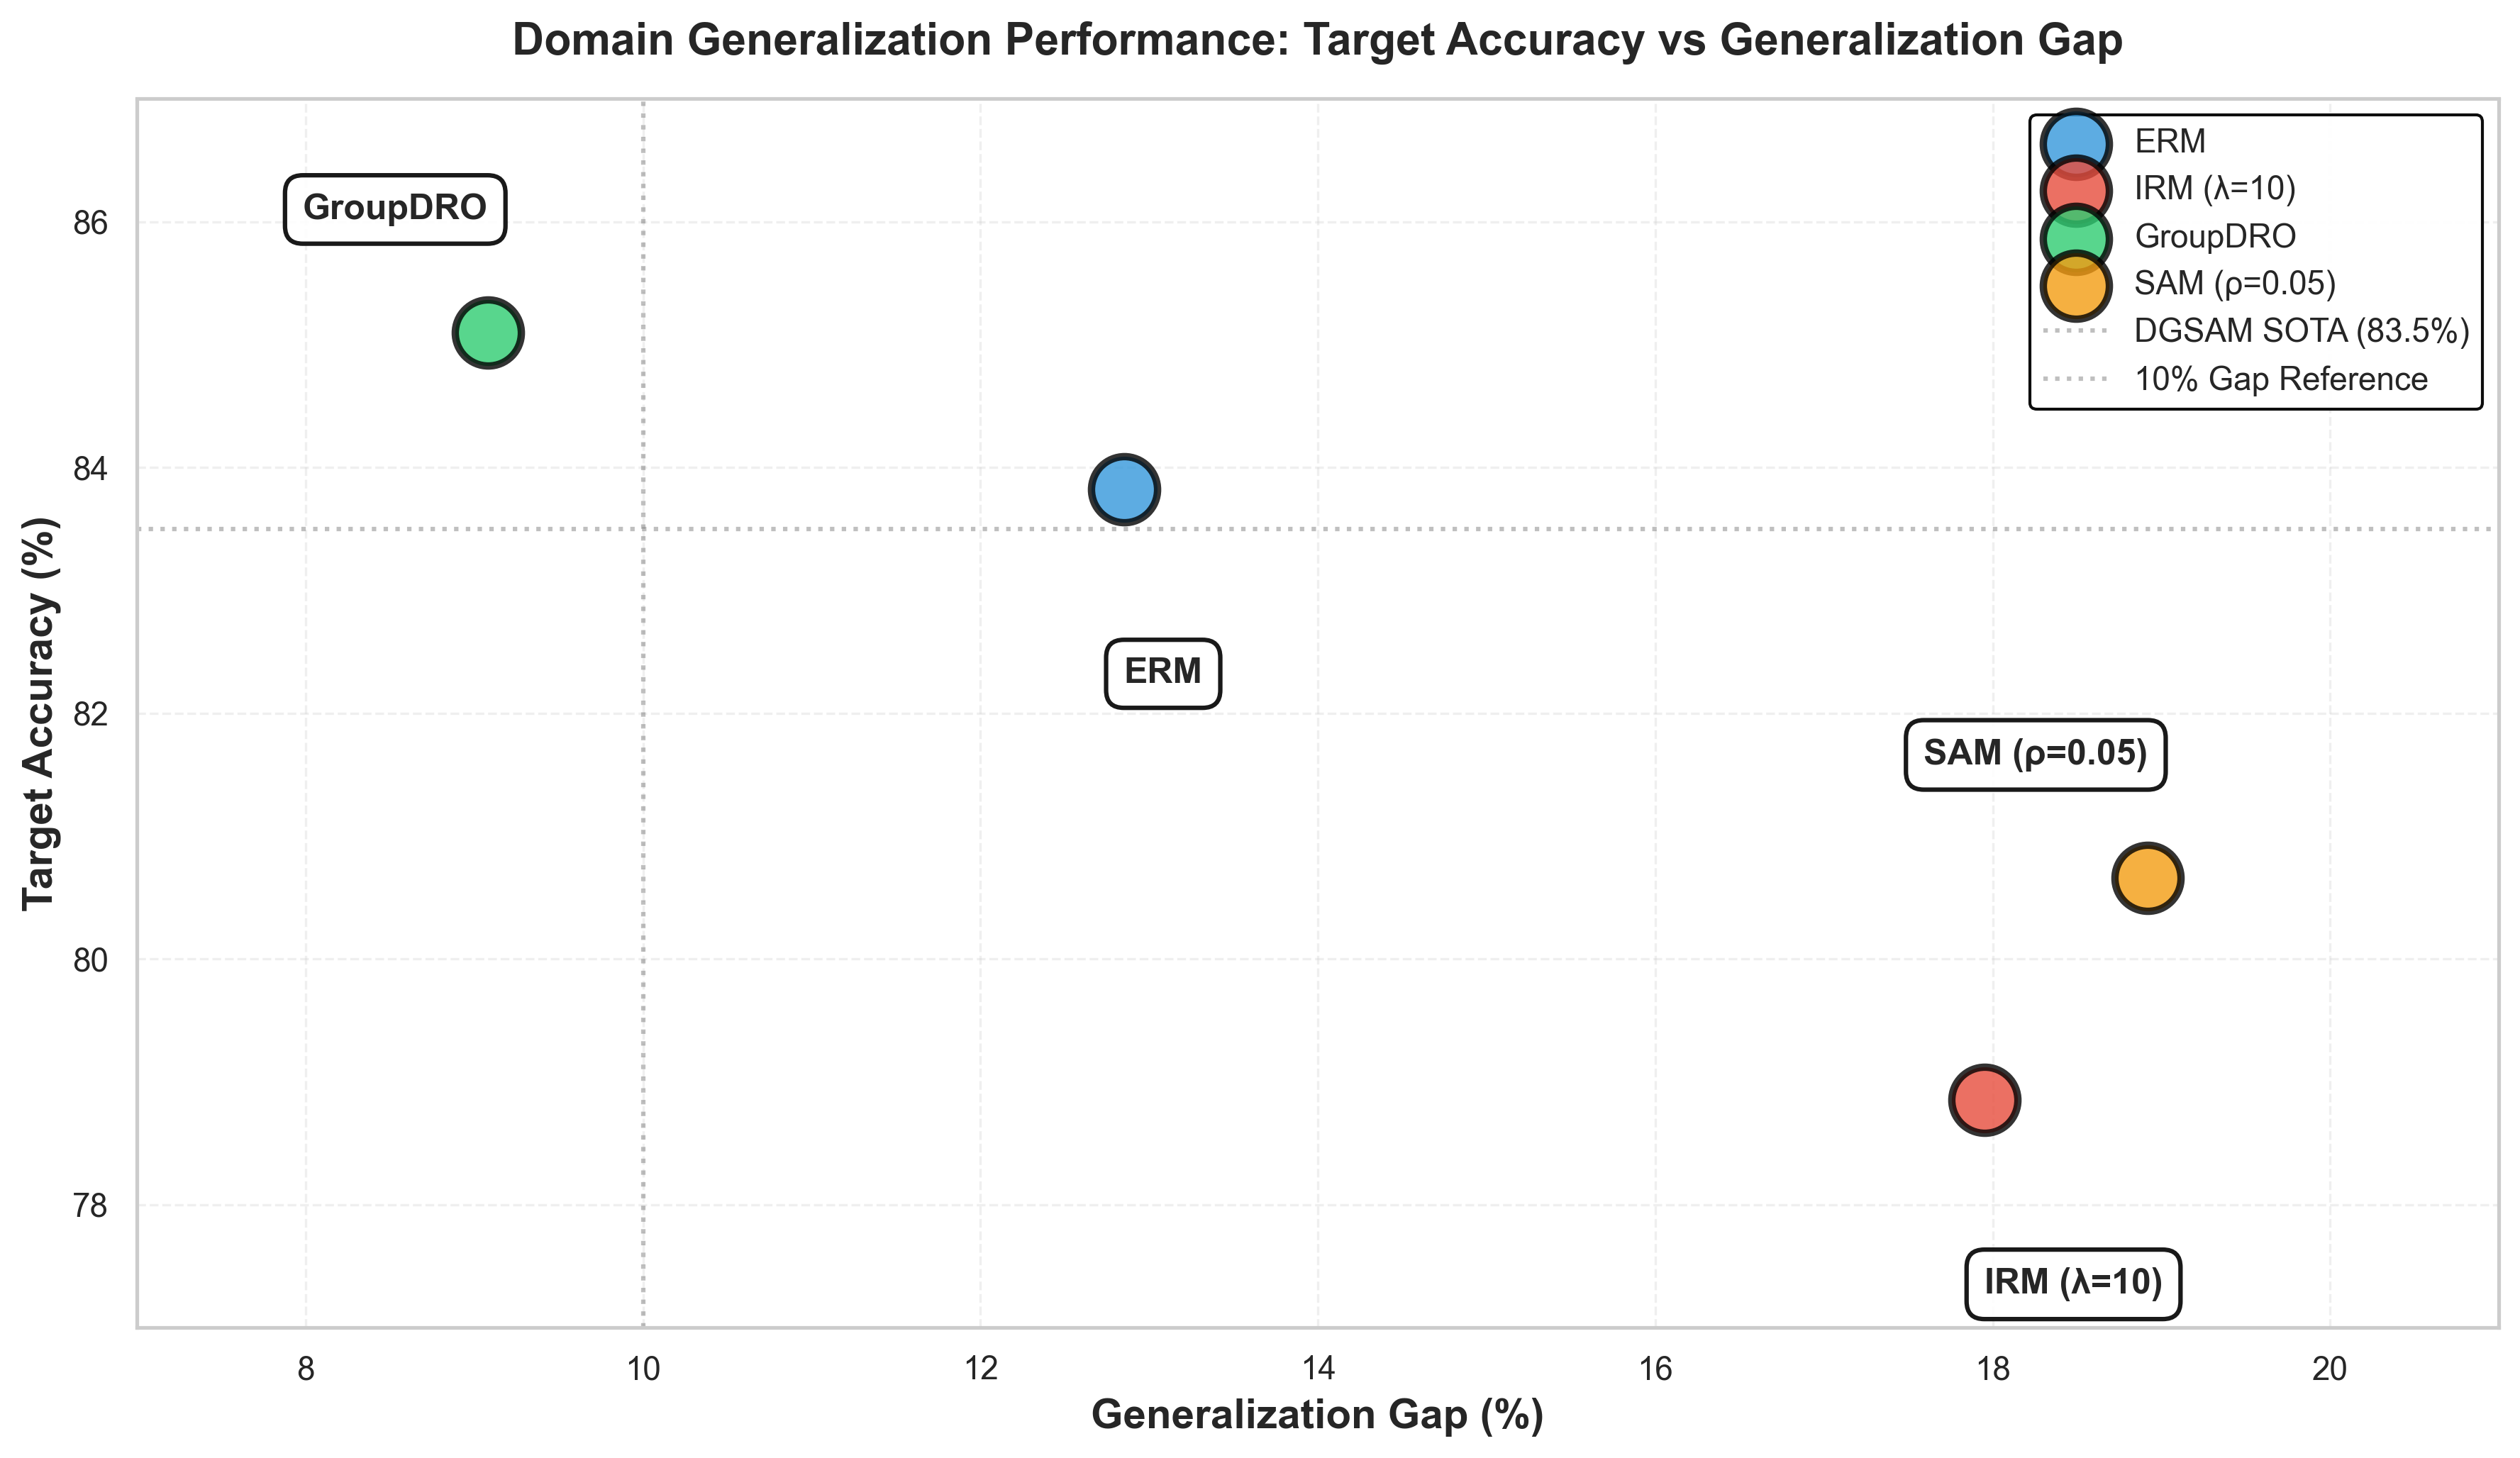 Domain Generalization Performance: Target Accuracy vs Generalization Gap
ERM
IRM (λ=10)
GroupDRO
SAM (ρ=0.05)
DGSAM SOTA (83.5%)
10% Gap Reference
GroupDRO
ERM
SAM (ρ=0.05)
IRM (λ=10)
Target Accuracy (%)
86
84
82
80
78
8
10
12
14
16
18
20
Generalization Gap (%)